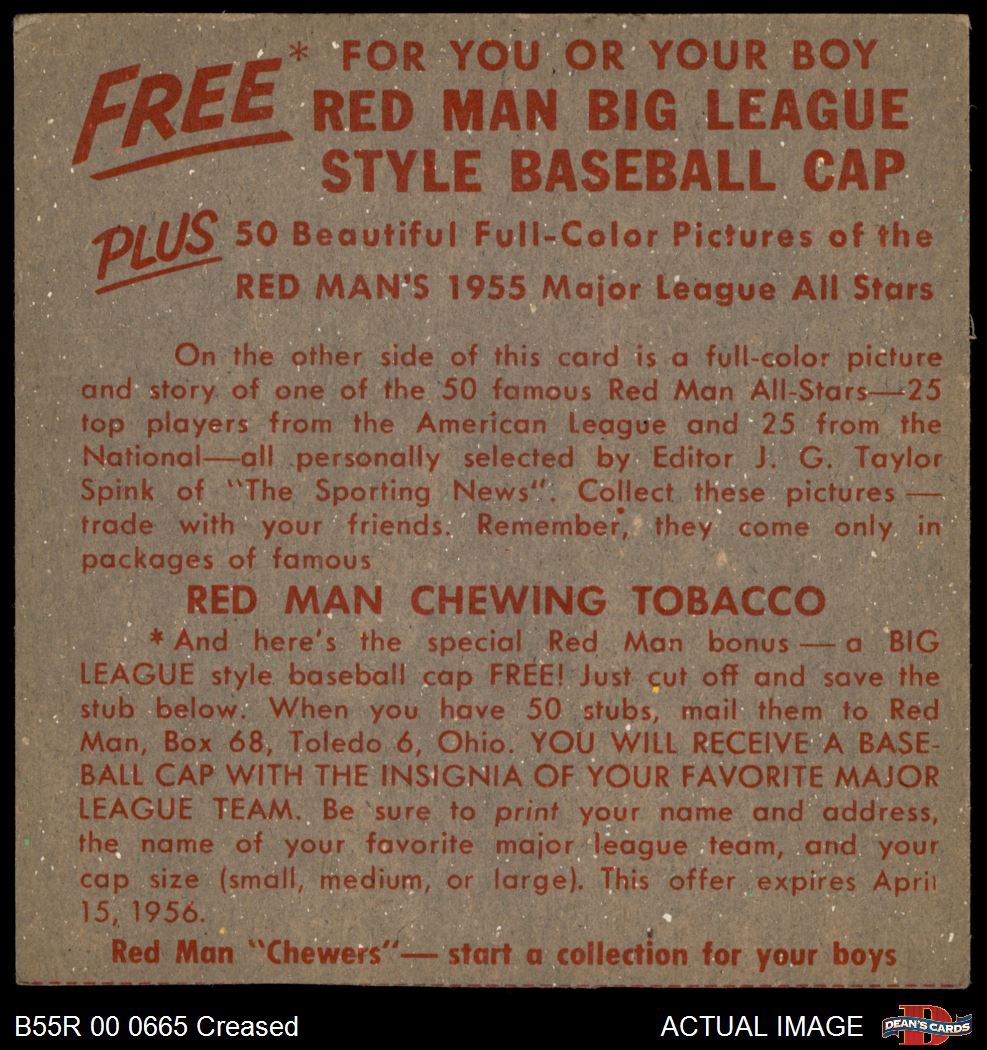 FREE* FOR YOU OR YOUR BOY
RED MAN BIG LEAGUE
STYLE BASEBALL CAP
PLUS 50 Beautiful Full-Color Pictures of the
RED MAN'S 1955 Major League All Stars
On the other side of this card is a full-color picture
and story of one of the 50 famous Red Man All-Stars—25
top players from the American League and 25 from the
National—all personally selected by Editor J. G. Taylor
Spink of "The Sporting News". Collect these pictures —
trade with your friends. Remember, they come only in
packages of famous
RED MAN CHEWING TOBACCO
* And here's the special Red Man bonus — a BIG
LEAGUE style baseball cap FREE! Just cut off and save the
stub below. When you have 50 stubs, mail them to Red
Man, Box 68, Toledo 6, Ohio. YOU WILL RECEIVE A BASE-
BALL CAP WITH THE INSIGNIA OF YOUR FAVORITE MAJOR
LEAGUE TEAM. Be sure to print your name and address,
the name of your favorite major league team, and your
cap size (small, medium, or large). This offer expires April
15, 1956.
Red Man "Chewers"— start a collection for your boys
B55R 00 0665 Creased ACTUAL IMAGE DEAN'S CARDS